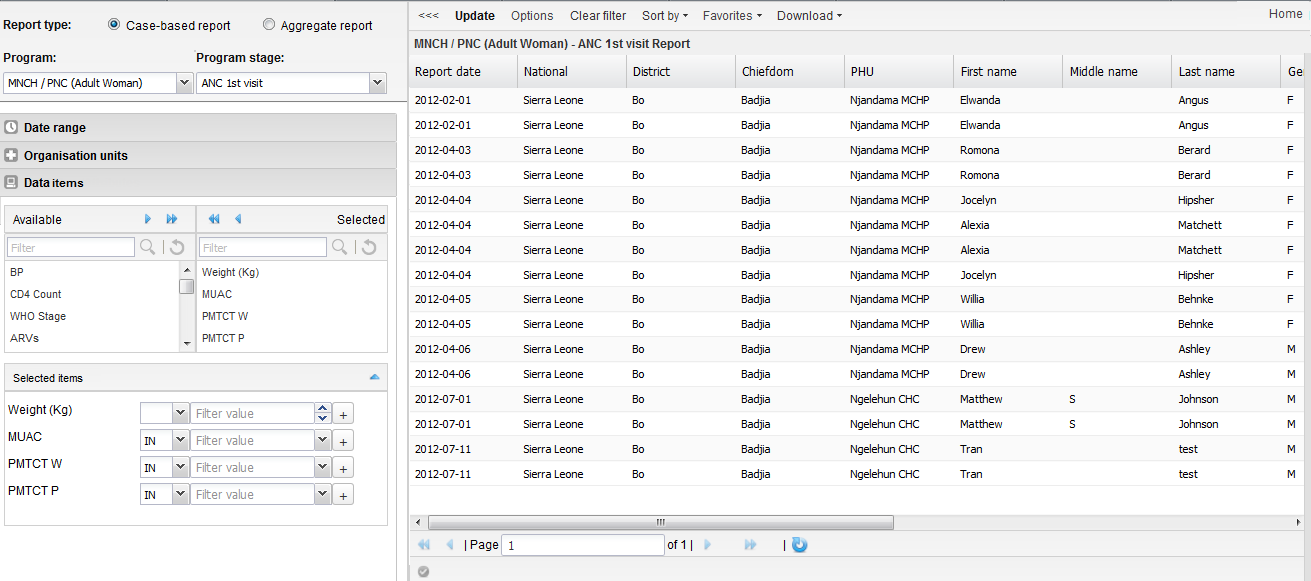 Report type: Case-based report Aggregate report
Program: Program stage:
MNCH / PNC (Adult Woman) ANC 1st visit
Date range
Organisation units
Data items
Available Selected
Filter Filter
BP Weight (Kg)
CD4 Count MUAC
WHO Stage PMTCT W
ARVs PMTCT P
Selected items
Weight (Kg) Filter value +
MUAC IN Filter value +
PMTCT W IN Filter value +
PMTCT P IN Filter value +
<<< Update Options Clear filter Sort by Favorites Download Home
MNCH / PNC (Adult Woman) - ANC 1st visit Report
Report date National District Chiefdom PHU First name Middle name Last name Ge
2012-02-01 Sierra Leone Bo Badjia Njandama MCHP Elwanda Angus F
2012-02-01 Sierra Leone Bo Badjia Njandama MCHP Elwanda Angus F
2012-04-03 Sierra Leone Bo Badjia Njandama MCHP Romona Berard F
2012-04-03 Sierra Leone Bo Badjia Njandama MCHP Romona Berard F
2012-04-04 Sierra Leone Bo Badjia Njandama MCHP Jocelyn Hipsher F
2012-04-04 Sierra Leone Bo Badjia Njandama MCHP Alexia Matchett F
2012-04-04 Sierra Leone Bo Badjia Njandama MCHP Alexia Matchett F
2012-04-04 Sierra Leone Bo Badjia Njandama MCHP Jocelyn Hipsher F
2012-04-05 Sierra Leone Bo Badjia Njandama MCHP Willia Behnke F
2012-04-05 Sierra Leone Bo Badjia Njandama MCHP Willia Behnke F
2012-04-06 Sierra Leone Bo Badjia Njandama MCHP Drew Ashley M
2012-04-06 Sierra Leone Bo Badjia Njandama MCHP Drew Ashley M
2012-07-01 Sierra Leone Bo Badjia Ngelehun CHC Matthew S Johnson M
2012-07-01 Sierra Leone Bo Badjia Ngelehun CHC Matthew S Johnson M
2012-07-11 Sierra Leone Bo Badjia Ngelehun CHC Tran test M
2012-07-11 Sierra Leone Bo Badjia Ngelehun CHC Tran test M
| Page 1 of 1 | |